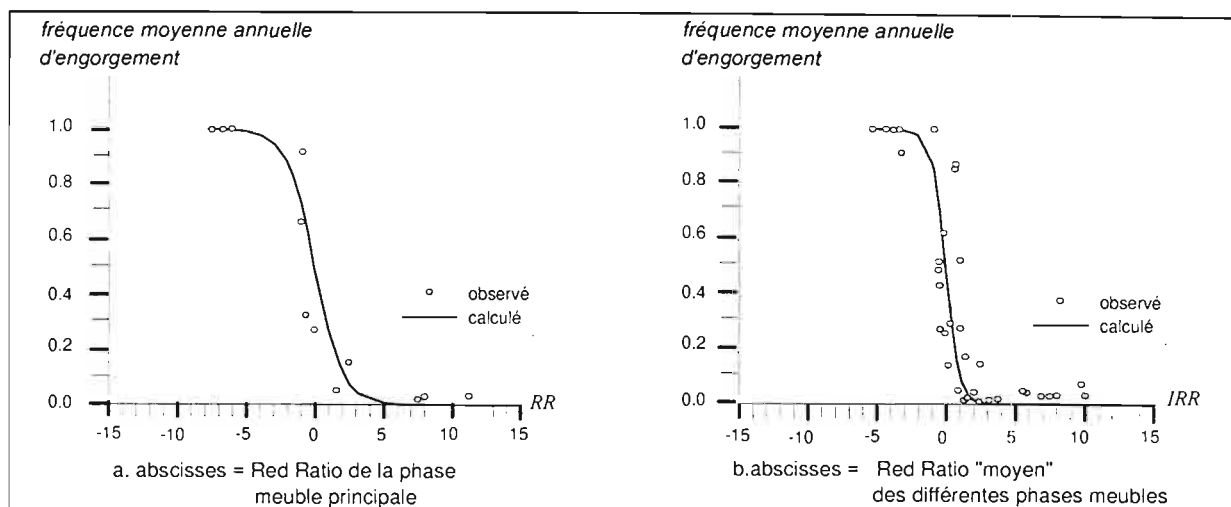 fréquence moyenne annuelle
d'engorgement
1.0
0.8
0.6
0.4
0.2
0.0
-15 -10 -5 0 5 10 15
RR
observé
calculé
a. abscisses = Red Ratio de la phase
meuble principale
fréquence moyenne annuelle
d'engorgement
1.0
0.8
0.6
0.4
0.2
0.0
-15 -10 -5 0 5 10 15
IRR
observé
calculé
b.abscisses = Red Ratio "moyen"
des différentes phases meubles